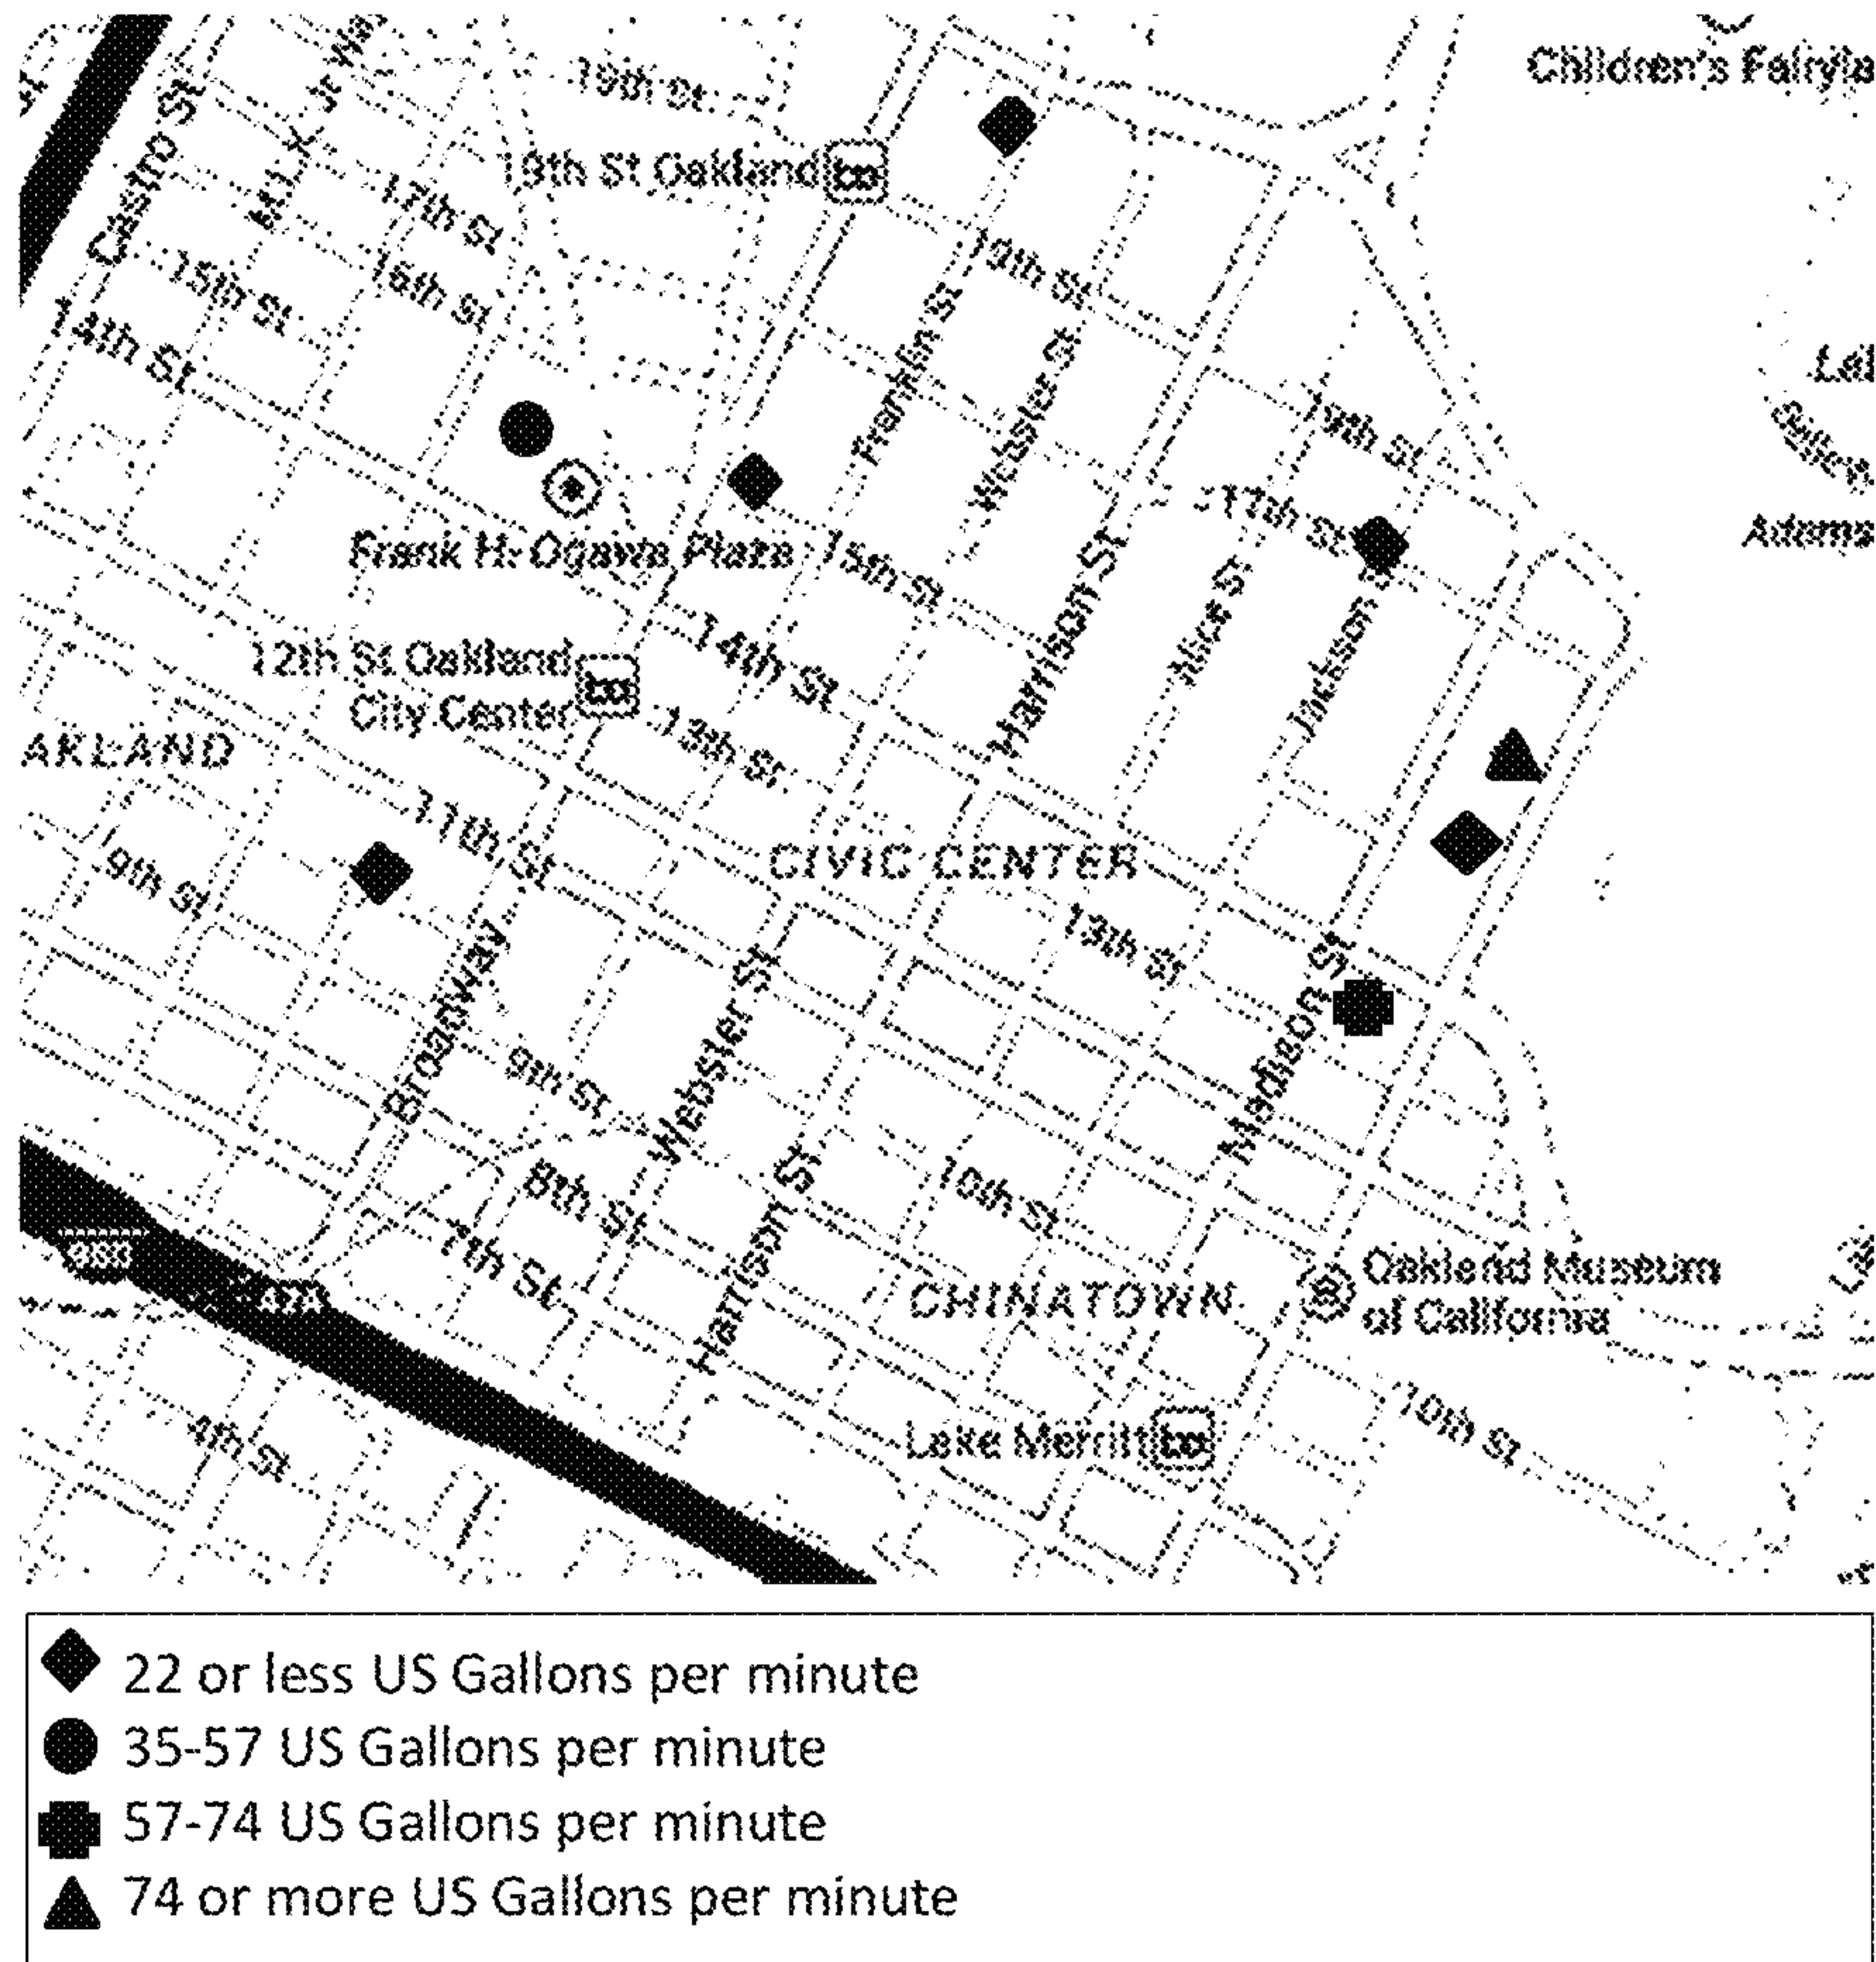 Children's Fairyla
19th St
Castro St
M L K Jr Wa
19th St Oakland
17th St
19th St
15th St
16th St
14th St
Franklin St
Webster St
Lal
19th St
17th St
Adams
Frank H. Ogawa Plaza
15th St
Harrison St
Alice St
Jackson S
12th St Oakland
City Center
14th St
13th St
AKLAND
11th St
CIVIC CENTER
9th St
13th St
Broadway
Webster St
Madison St
9th St
8th St
10th St
7th St
Harrison St
CHINATOWN
Oakland Museum
of California
Lake Merritt
10th St
4th St
22 or less US Gallons per minute
35-57 US Gallons per minute
57-74 US Gallons per minute
74 or more US Gallons per minute